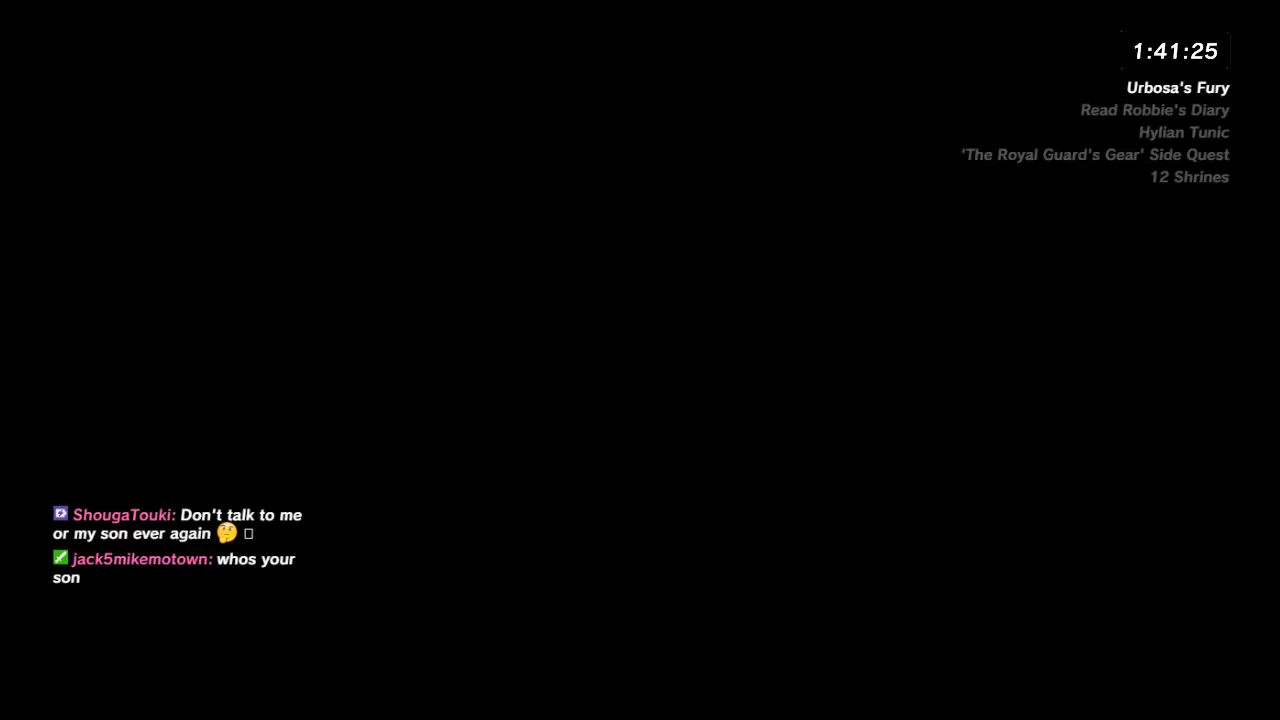 1:41:25
Urbosa's Fury
Read Robbie's Diary
Hylian Tunic
'The Royal Guard's Gear' Side Quest
12 Shrines
ShougaTouki: Don't talk to me
or my son ever again 🤔 □
jack5mikemotown: whos your
son